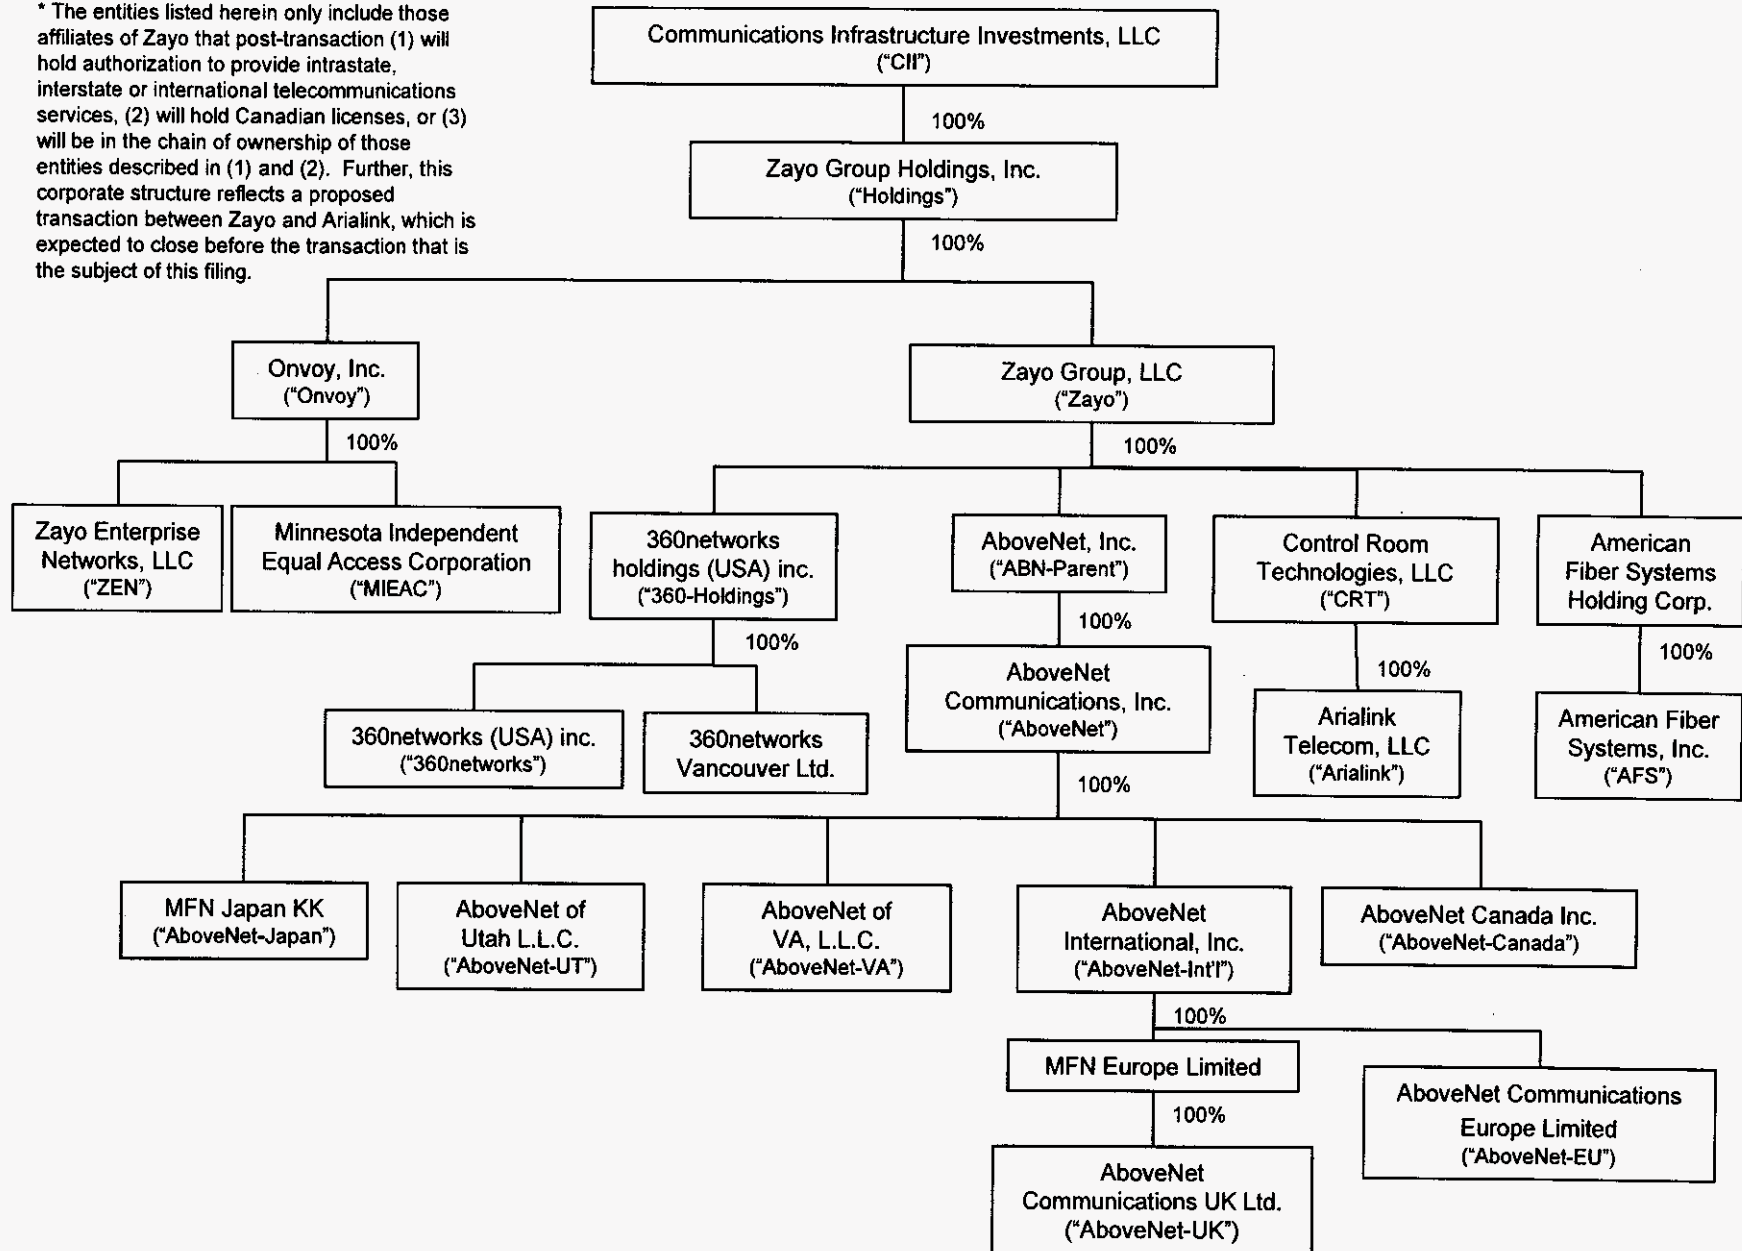 * The entities listed herein only include those
affiliates of Zayo that post-transaction (1) will
hold authorization to provide intrastate,
interstate or international telecommunications
services, (2) will hold Canadian licenses, or (3)
will be in the chain of ownership of those
entities described in (1) and (2). Further, this
corporate structure reflects a proposed
transaction between Zayo and Arialink, which is
expected to close before the transaction that is
the subject of this filing.
Communications Infrastructure Investments, LLC
("CII")
100%
Zayo Group Holdings, Inc.
("Holdings")
100%
Onvoy, Inc.
("Onvoy")
100%
Zayo Group, LLC
("Zayo")
100%
Zayo Enterprise
Networks, LLC
("ZEN")
Minnesota Independent
Equal Access Corporation
("MIEAC")
360networks
holdings (USA) inc.
("360-Holdings")
100%
AboveNet, Inc.
("ABN-Parent")
100%
Control Room
Technologies, LLC
("CRT")
100%
American
Fiber Systems
Holding Corp.
100%
360networks (USA) inc.
("360networks")
360networks
Vancouver Ltd.
AboveNet
Communications, Inc.
("AboveNet")
100%
Arialink
Telecom, LLC
("Arialink")
American Fiber
Systems, Inc.
("AFS")
MFN Japan KK
("AboveNet-Japan")
AboveNet of
Utah L.L.C.
("AboveNet-UT")
AboveNet of
VA, L.L.C.
("AboveNet-VA")
AboveNet
International, Inc.
("AboveNet-Int'l")
100%
AboveNet Canada Inc.
("AboveNet-Canada")
MFN Europe Limited
100%
AboveNet Communications
Europe Limited
("AboveNet-EU")
AboveNet
Communications UK Ltd.
("AboveNet-UK")